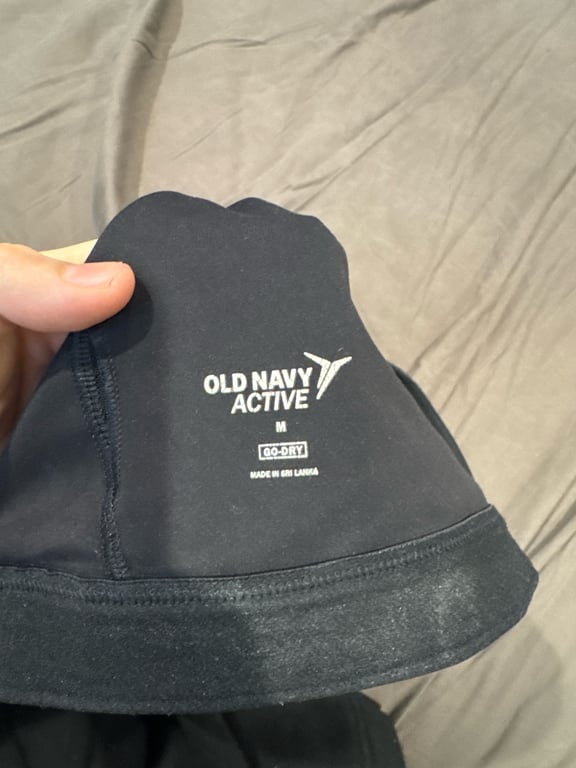 OLD NAVY
ACTIVE
M
GO-DRY
MADE IN SRI LANKA